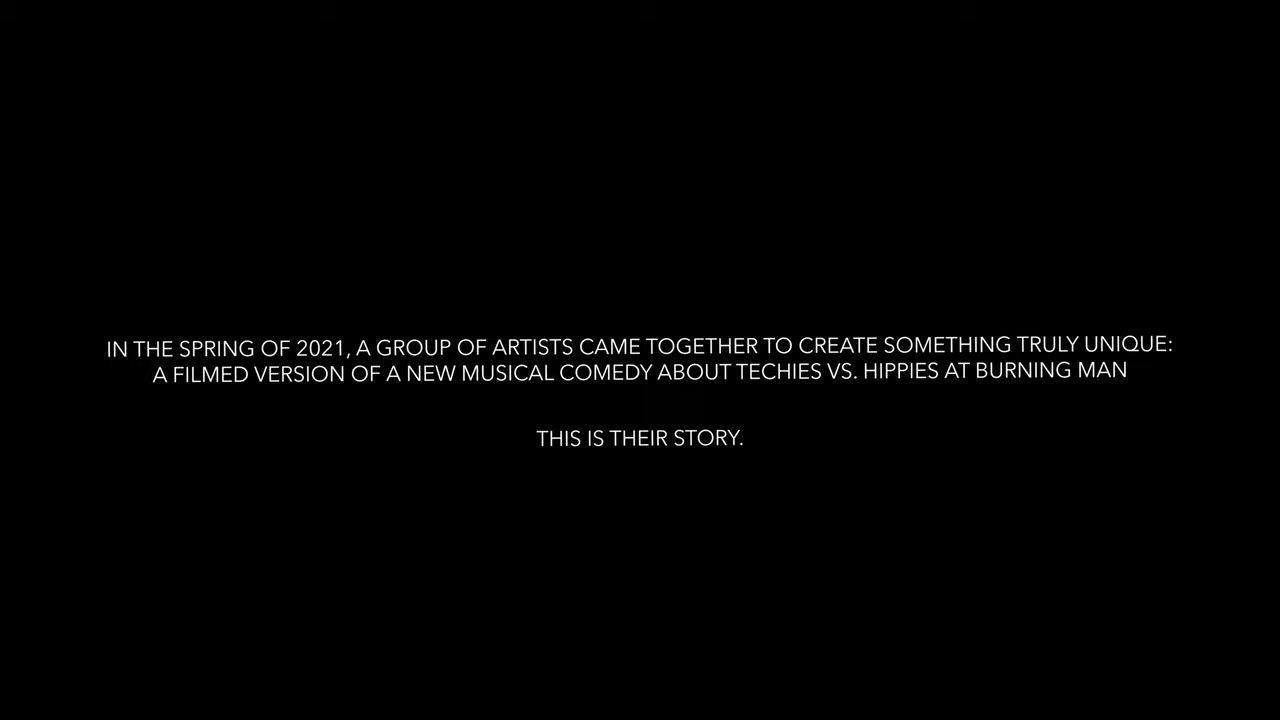 IN THE SPRING OF 2021, A GROUP OF ARTISTS CAME TOGETHER TO CREATE SOMETHING TRULY UNIQUE:
A FILMED VERSION OF A NEW MUSICAL COMEDY ABOUT TECHIES VS. HIPPIES AT BURNING MAN
THIS IS THEIR STORY.